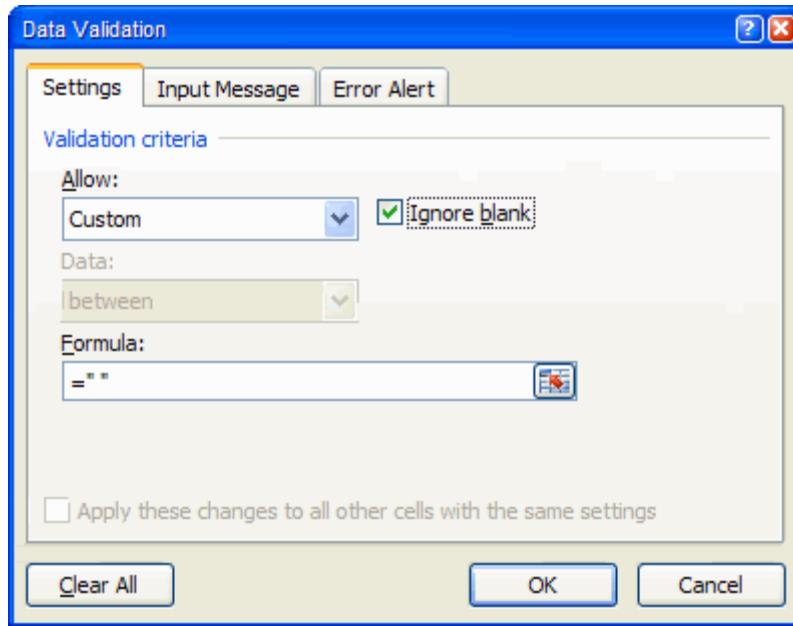 Data Validation
Settings Input Message Error Alert
Validation criteria
Allow:
Custom Ignore blank
Data:
between
Formula:
=" "
Apply these changes to all other cells with the same settings
Clear All OK Cancel